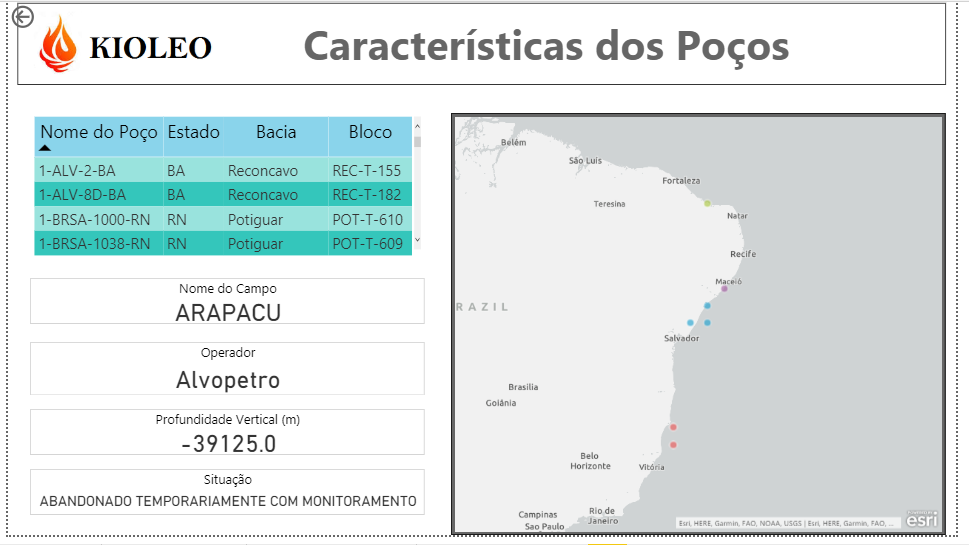 KIOLEO
Características dos Poços
Nome do Poço Estado Bacia Bloco
1-ALV-2-BA BA Reconcavo REC-T-155
1-ALV-8D-BA BA Reconcavo REC-T-182
1-BRSA-1000-RN RN Potiguar POT-T-610
1-BRSA-1038-RN RN Potiguar POT-T-609
Nome do Campo
ARAPACU
Operador
Alvopetro
Profundidade Vertical (m)
-39125.0
Situação
ABANDONADO TEMPORARIAMENTE COM MONITORAMENTO
Belém
São Luís
Fortaleza
Teresina
Natar
Recife
Maceió
RAZIL
Salvador
Brasilia
Goiânia
Belo
Horizonte
Vitória
Campinas
Rio de
Janeiro
Sao Paulo
Esri, HERE, Garmin, FAO, NOAA, USGS | Esri, HERE, Garmin, FAO, ...
esri